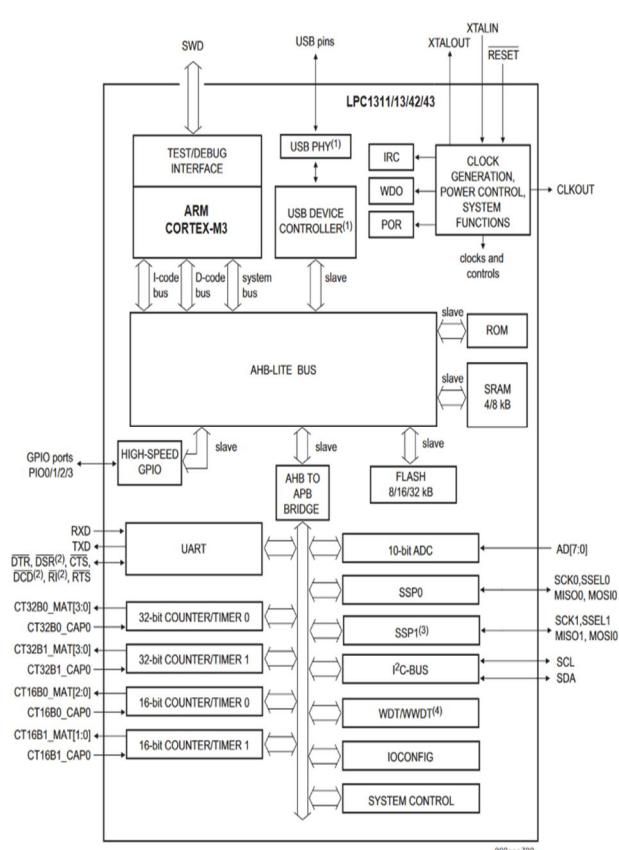 SWD
USB pins
XTALIN
XTALOUT
RESET
LPC1311/13/42/43
TEST/DEBUG
INTERFACE
ARM
CORTEX-M3
USB PHY(1)
USB DEVICE
CONTROLLER(1)
IRC
WDO
POR
CLOCK
GENERATION,
POWER CONTROL,
SYSTEM
FUNCTIONS
CLKOUT
clocks and
controls
I-code
bus
D-code
bus
system
bus
slave
AHB-LITE BUS
slave
ROM
slave
SRAM
4/8 kB
GPIO ports
PIO0/1/2/3
HIGH-SPEED
GPIO
slave
slave
AHB TO
APB
BRIDGE
slave
FLASH
8/16/32 kB
RXD
TXD
DTR, DSR(2), CTS,
DCD(2), RI(2), RTS
UART
CT32B0_MAT[3:0]
CT32B0_CAP0
32-bit COUNTER/TIMER 0
CT32B1_MAT[3:0]
CT32B1_CAP0
32-bit COUNTER/TIMER 1
CT16B0_MAT[2:0]
CT16B0_CAP0
16-bit COUNTER/TIMER 0
CT16B1_MAT[1:0]
CT16B1_CAP0
16-bit COUNTER/TIMER 1
10-bit ADC
AD[7:0]
SSP0
SCK0,SSEL0
MISO0, MOSI0
SSP1(3)
SCK1,SSEL1
MISO1, MOSI0
I2C-BUS
SCL
SDA
WDT/WWDT(4)
IOCONFIG
SYSTEM CONTROL